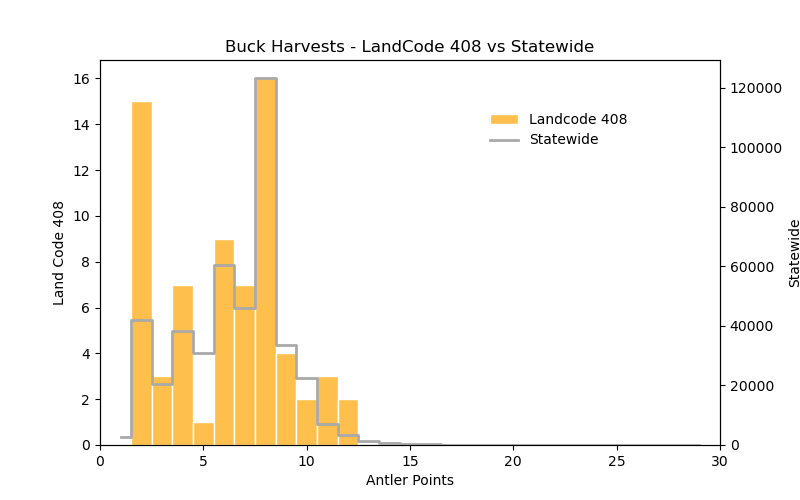 Buck Harvests - LandCode 408 vs Statewide
16
14
12
10
8
6
4
2
0
Land Code 408
Landcode 408
Statewide
120000
100000
80000
60000
40000
20000
0
Statewide
0 5 10 15 20 25 30
Antler Points